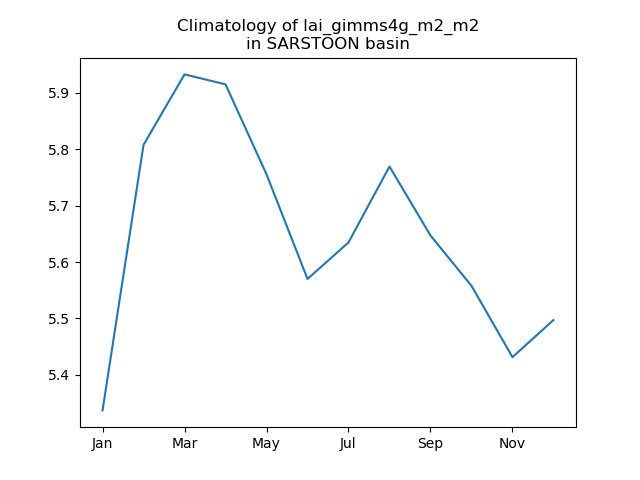 Climatology of lai_gimms4g_m2_m2
in SARSTOON basin
5.9
5.8
5.7
5.6
5.5
5.4
Jan
Mar
May
Jul
Sep
Nov